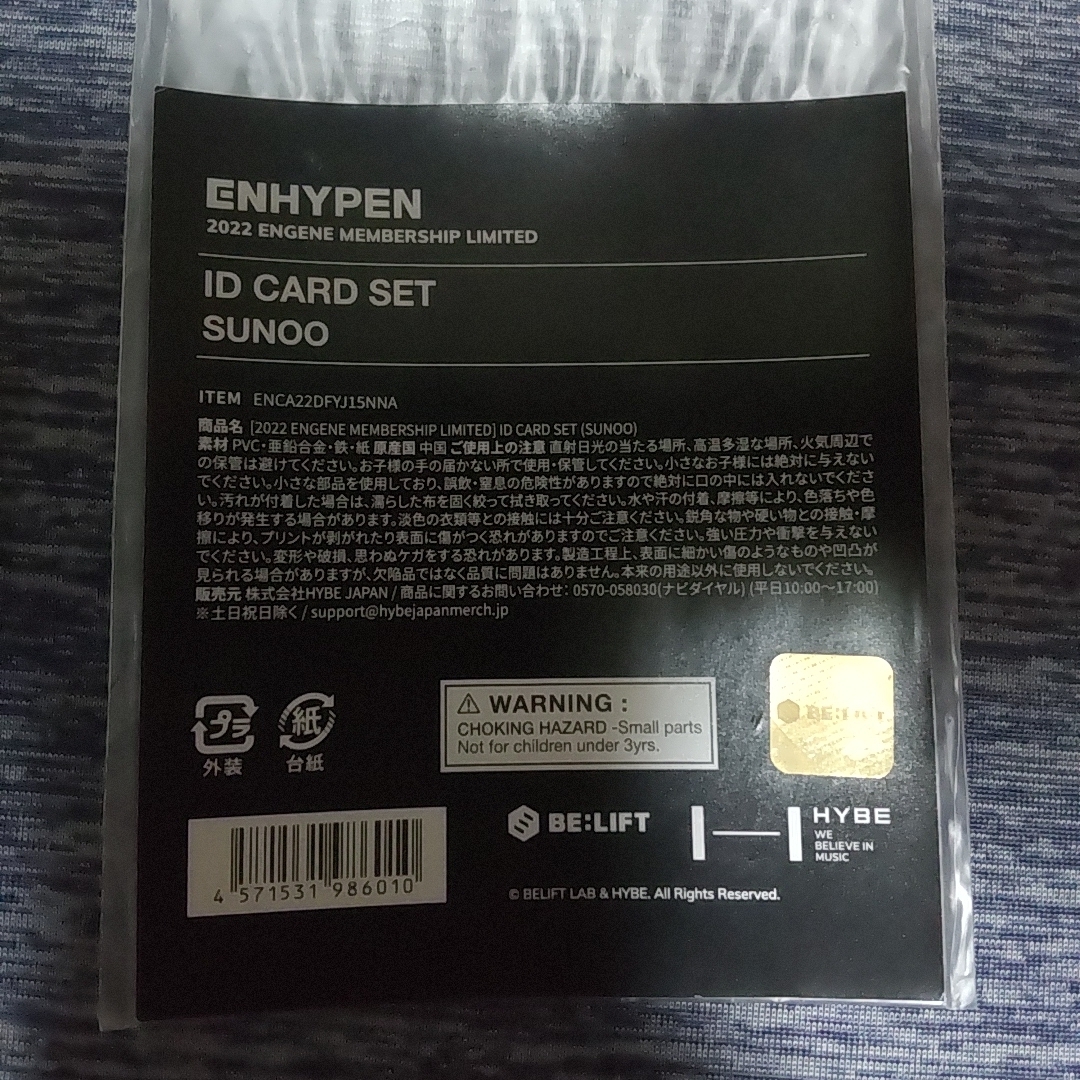 ENHYPEN
2022 ENGENE MEMBERSHIP LIMITED
ID CARD SET
SUNOO
ITEM ENCA22DFYJ15NNA
商品名 [2022 ENGENE MEMBERSHIP LIMITED] ID CARD SET (SUNOO)
素材 PVC・亜鉛合金・鉄・紙 原産国 中国 ご使用上の注意 直射日光の当たる場所、高温多湿な場所、火気周辺で
の保管は避けてください。お子様の手の届かない所で使用・保管してください。小さなお子様には絶対に与えない
でください。小さな部品を使用しており、誤飲・窒息の危険性がありますので絶対に口の中には入れないでくださ
い。汚れが付着した場合は、濡らした布を固く絞って拭き取ってください。水や汗の付着、摩擦等により、色落ちや色
移りが発生する場合があります。淡色の衣類等との接触には十分ご注意ください。鋭角な物や硬い物との接触・摩
擦により、プリントが剥がれたり表面に傷がつく恐れがありますのでご注意ください。強い圧力や衝撃を与えない
でください。変形や破損、思わぬケガをする恐れがあります。製造工程上、表面に細かい傷のようなものや凹凸が
見られる場合がありますが、欠陥品ではなく品質に問題はありません。本来の用途以外に使用しないでください。
販売元 株式会社HYBE JAPAN / 商品に関するお問い合わせ: 0570-058030(ナビダイヤル) (平日10:00~17:00)
※土日祝日除く / support@hybejapanmerch.jp
プラ
外装
紙
台紙
⚠ WARNING :
CHOKING HAZARD -Small parts
Not for children under 3yrs.
BE:LIFT
4 571531 986010
BE:LIFT
HYBE
WE
BELIEVE IN
MUSIC
© BELIFT LAB & HYBE. All Rights Reserved.